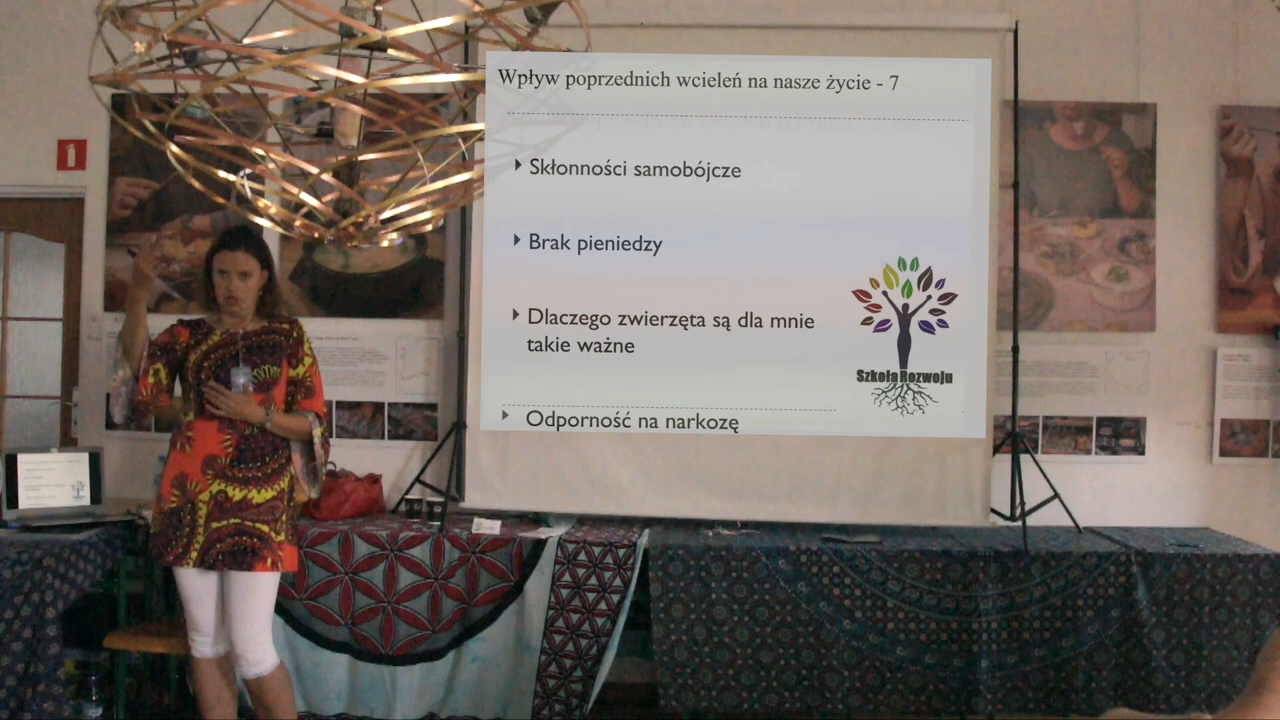 Wpływ poprzednich wcieleń na nasze życie - 7
Skłonności samobójcze
Brak pieniedzy
Dlaczego zwierzęta są dla mnie
takie ważne
Szkoła Rozwoju
Odporność na narkozę